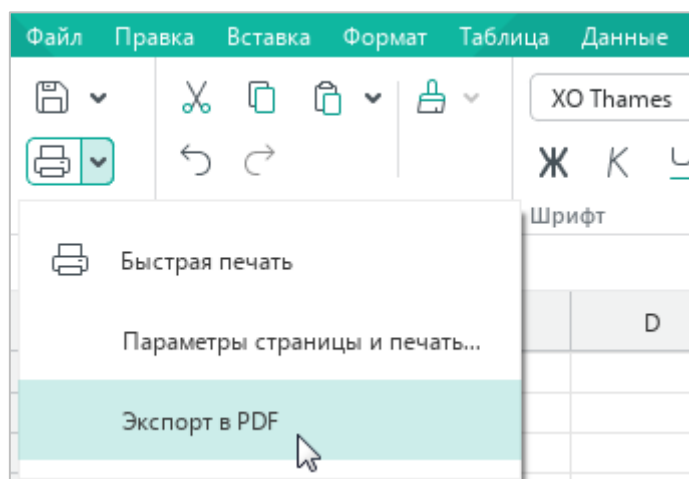 Файл Правка Вставка Формат Таблица Данные
XO Thames
Ж К
Шрифт
Быстрая печать
D
Параметры страницы и печать...
Экспорт в PDF